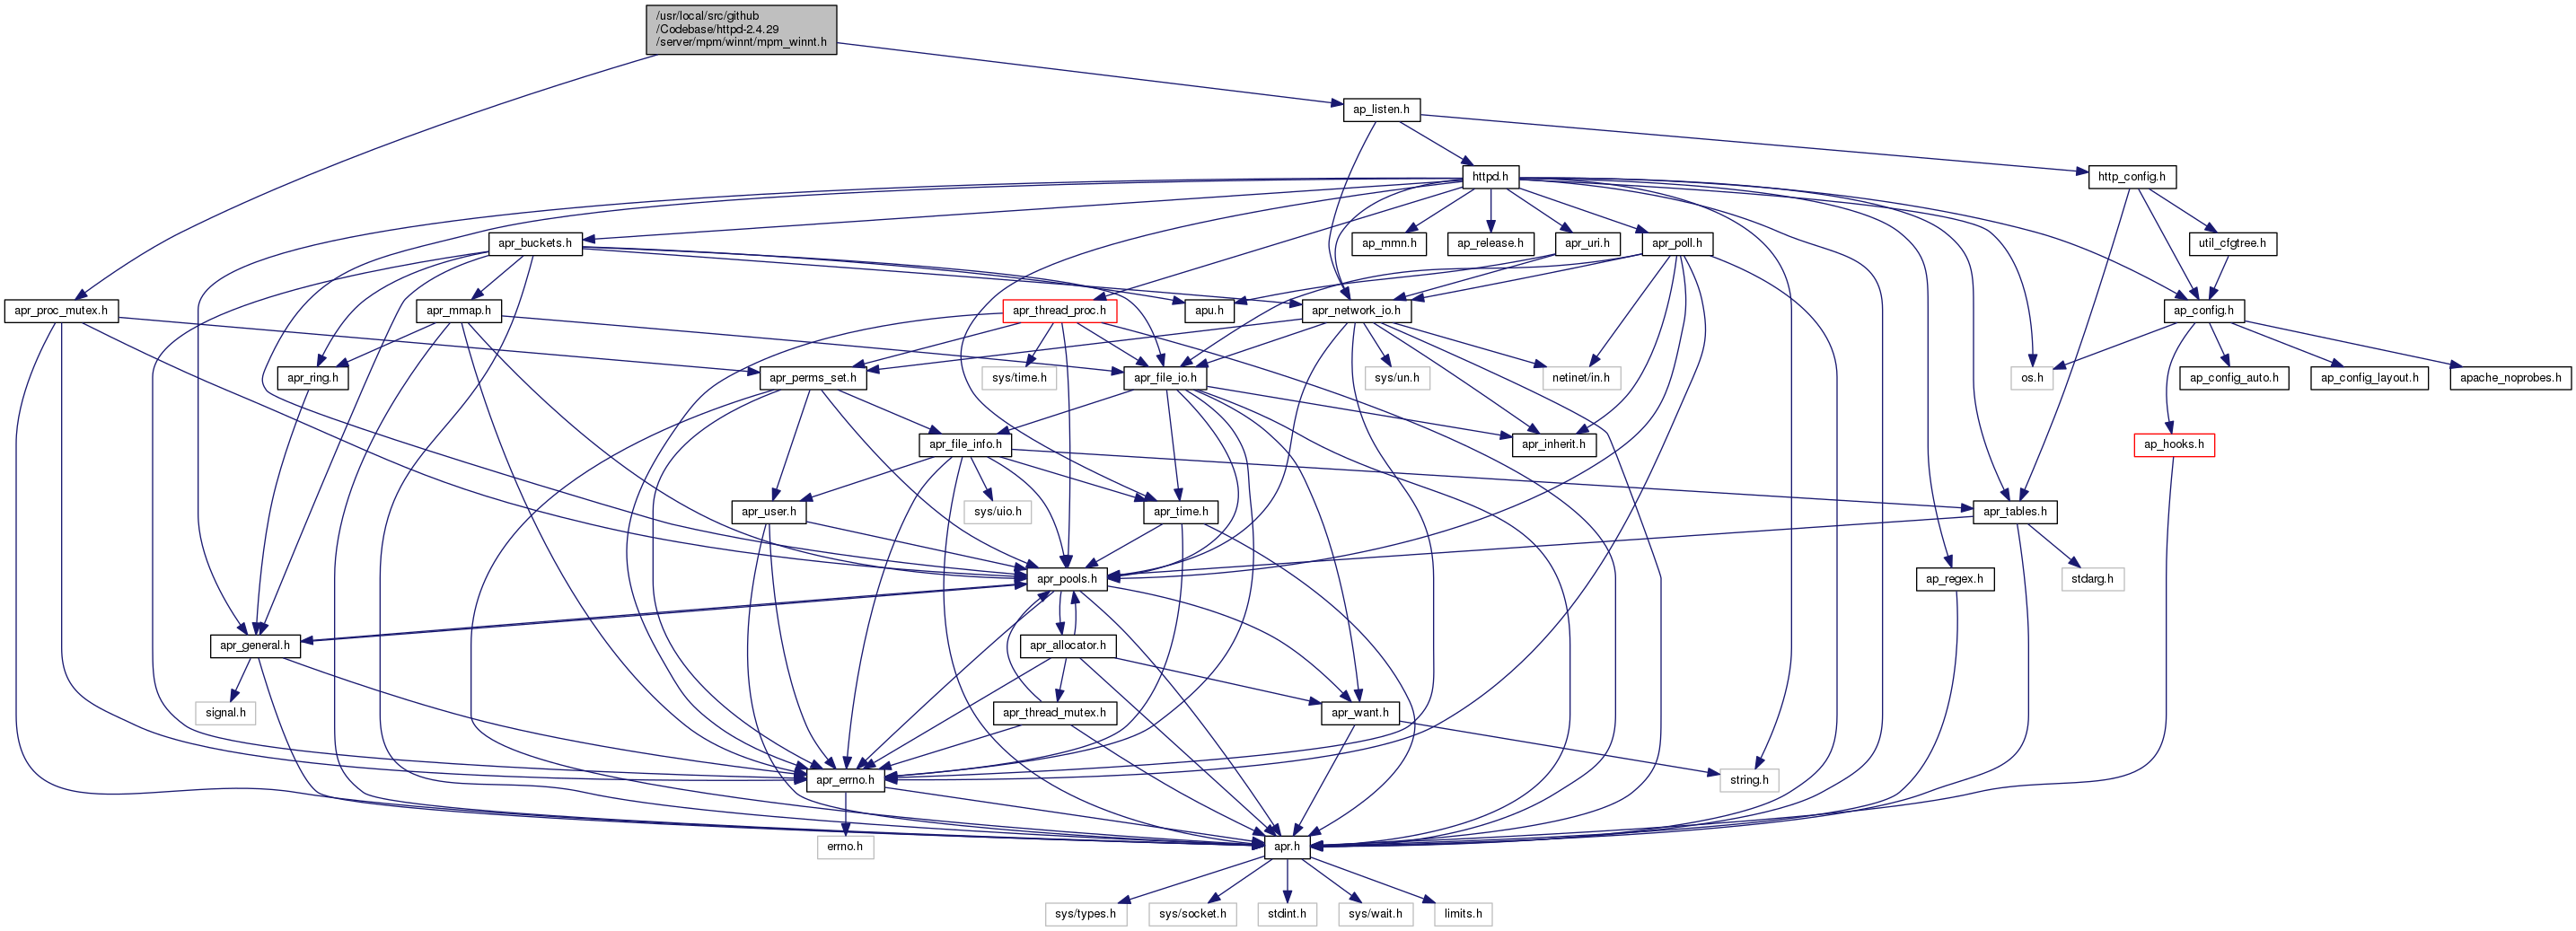 /usr/local/src/github
/Codebase/httpd-2.4.29
/server/mpm/winnt/mpm_winnt.h
ap_listen.h
httpd.h
http_config.h
apr_buckets.h
ap_mmn.h
ap_release.h
apr_uri.h
apr_poll.h
util_cfgtree.h
apr_proc_mutex.h
apr_mmap.h
apr_thread_proc.h
apu.h
apr_network_io.h
ap_config.h
apr_ring.h
apr_perms_set.h
sys/time.h
apr_file_io.h
sys/un.h
netinet/in.h
os.h
ap_config_auto.h
ap_config_layout.h
apache_noprobes.h
apr_file_info.h
apr_inherit.h
ap_hooks.h
apr_user.h
sys/uio.h
apr_time.h
apr_tables.h
apr_pools.h
ap_regex.h
stdarg.h
apr_general.h
apr_allocator.h
signal.h
apr_thread_mutex.h
apr_want.h
apr_errno.h
string.h
errno.h
apr.h
sys/types.h
sys/socket.h
stdint.h
sys/wait.h
limits.h